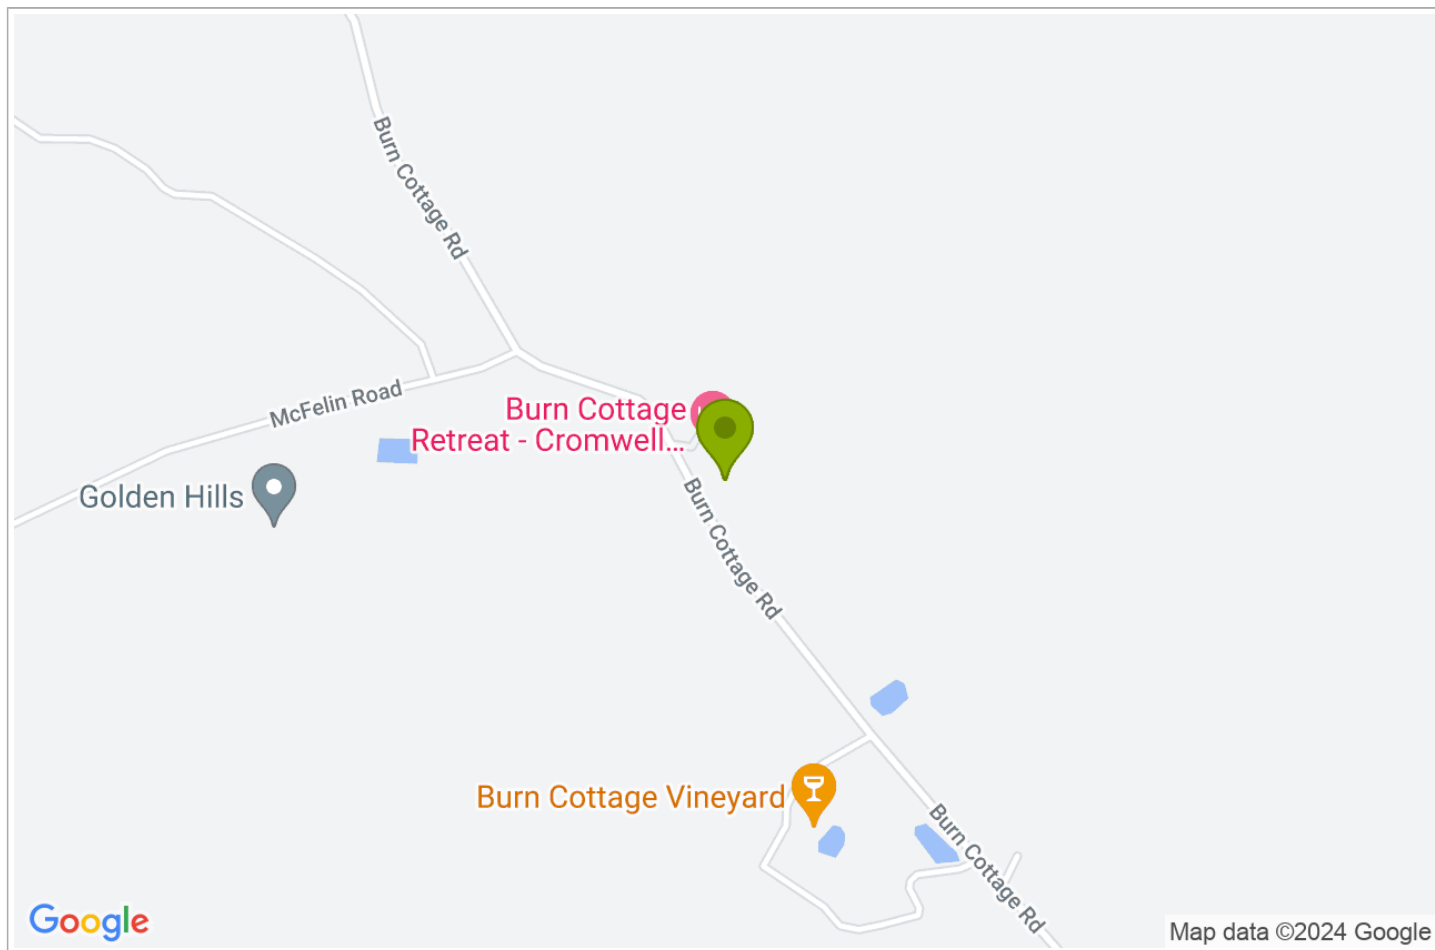 Burn Cottage Rd
McFelin Road
Burn Cottage
Retreat - Cromwell...
Golden Hills
Burn Cottage Rd
Burn Cottage Vineyard
Burn Cottage Rd
Google
Map data ©2024 Google